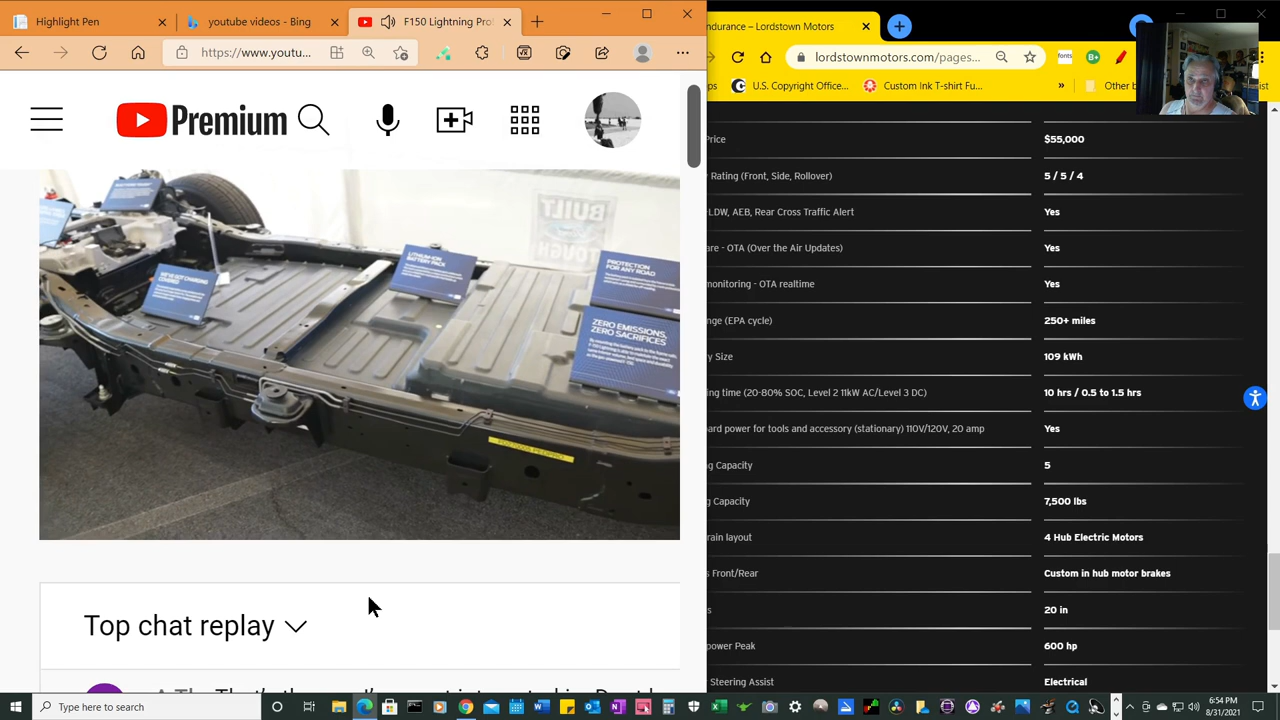 Highlight Pen
youtube videos - Bing
F150 Lightning Pro
ndurance – Lordstown Motors
https://www.youtu...
lordstownmotors.com/pages...
fonts
B+
ps
U.S. Copyright Office...
Custom Ink T-shirt Fu...
»
Other b
ist
Premium
LITHIUM-ION
BATTERY PACK
PROTECTION
FOR ANY ROAD
ZERO EMISSIONS,
ZERO SACRIFICES
BUILT
Top chat replay
Price $55,000
Rating (Front, Side, Rollover) 5 / 5 / 4
LDW, AEB, Rear Cross Traffic Alert Yes
are - OTA (Over the Air Updates) Yes
monitoring - OTA realtime Yes
nge (EPA cycle) 250+ miles
y Size 109 kWh
ing time (20-80% SOC, Level 2 11kW AC/Level 3 DC) 10 hrs / 0.5 to 1.5 hrs
ard power for tools and accessory (stationary) 110V/120V, 20 amp Yes
ng Capacity 5
g Capacity 7,500 lbs
rain layout 4 Hub Electric Motors
s Front/Rear Custom in hub motor brakes
s 20 in
power Peak 600 hp
Steering Assist Electrical
Type here to search
6:54 PM
8/31/2021